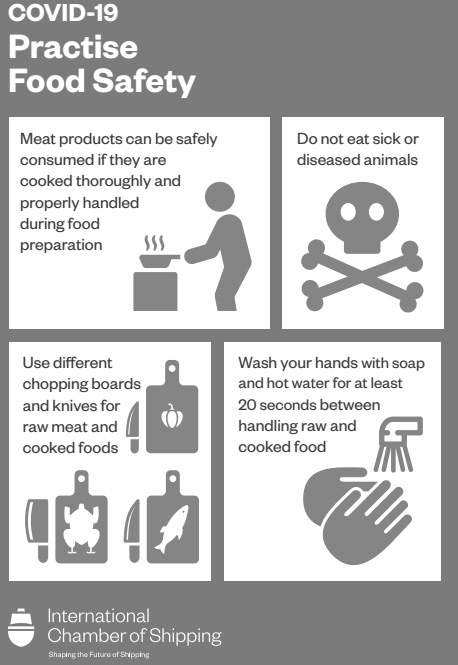 COVID-19
Practise
Food Safety
Meat products can be safely
consumed if they are
cooked thoroughly and
properly handled
during food
preparation
Do not eat sick or
diseased animals
Use different
chopping boards
and knives for
raw meat and
cooked foods
Wash your hands with soap
and hot water for at least
20 seconds between
handling raw and
cooked food
International
Chamber of Shipping
Shaping the Future of Shipping